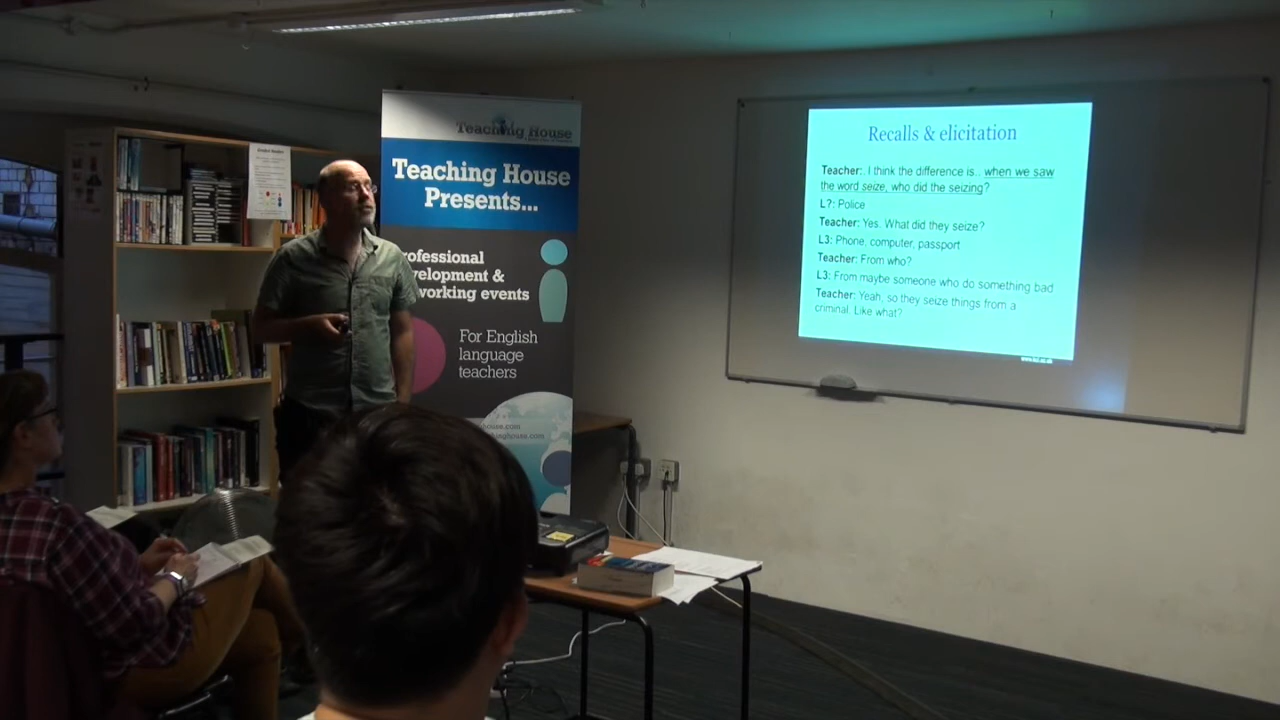 Teaching House
Teaching House
Presents...
rofessional
velopment &
working events
For English
language
teachers
Recalls & elicitation
Teacher:. I think the difference is.. when we saw
the word seize, who did the seizing?
L?: Police
Teacher: Yes. What did they seize?
L3: Phone, computer, passport
Teacher: From who?
L3: From maybe someone who do something bad
Teacher: Yeah, so they seize things from a
criminal. Like what?